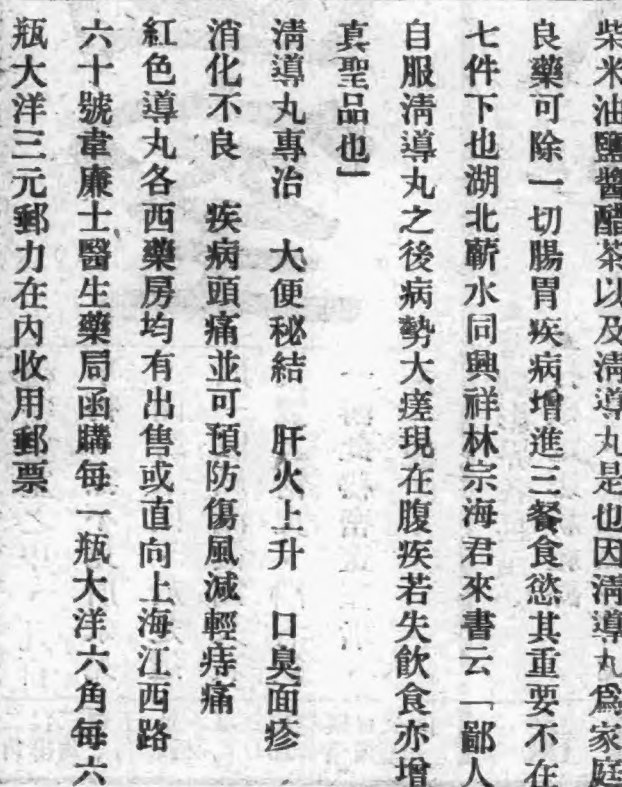 柴米油鹽醬醋茶以及淸導丸是也因淸導丸爲家庭
良藥可除一切腸胃疾病增進三餐食慾其重要不在
七件下也湖北蘄水同興祥林宗海君來書云「鄙人
自服淸導丸之後病勢大瘥現在腹疾若失飮食亦增
真聖品也」
淸導丸專治 大便秘結 肝火上升 口臭面疹
消化不良 疾病頭痛並可預防傷風減輕痔痛
紅色導丸各西藥房均有出售或直向上海江西路
六十號韋廉士醫生藥局函購每一瓶大洋六角每六
瓶大洋三元郵力在內收用郵票